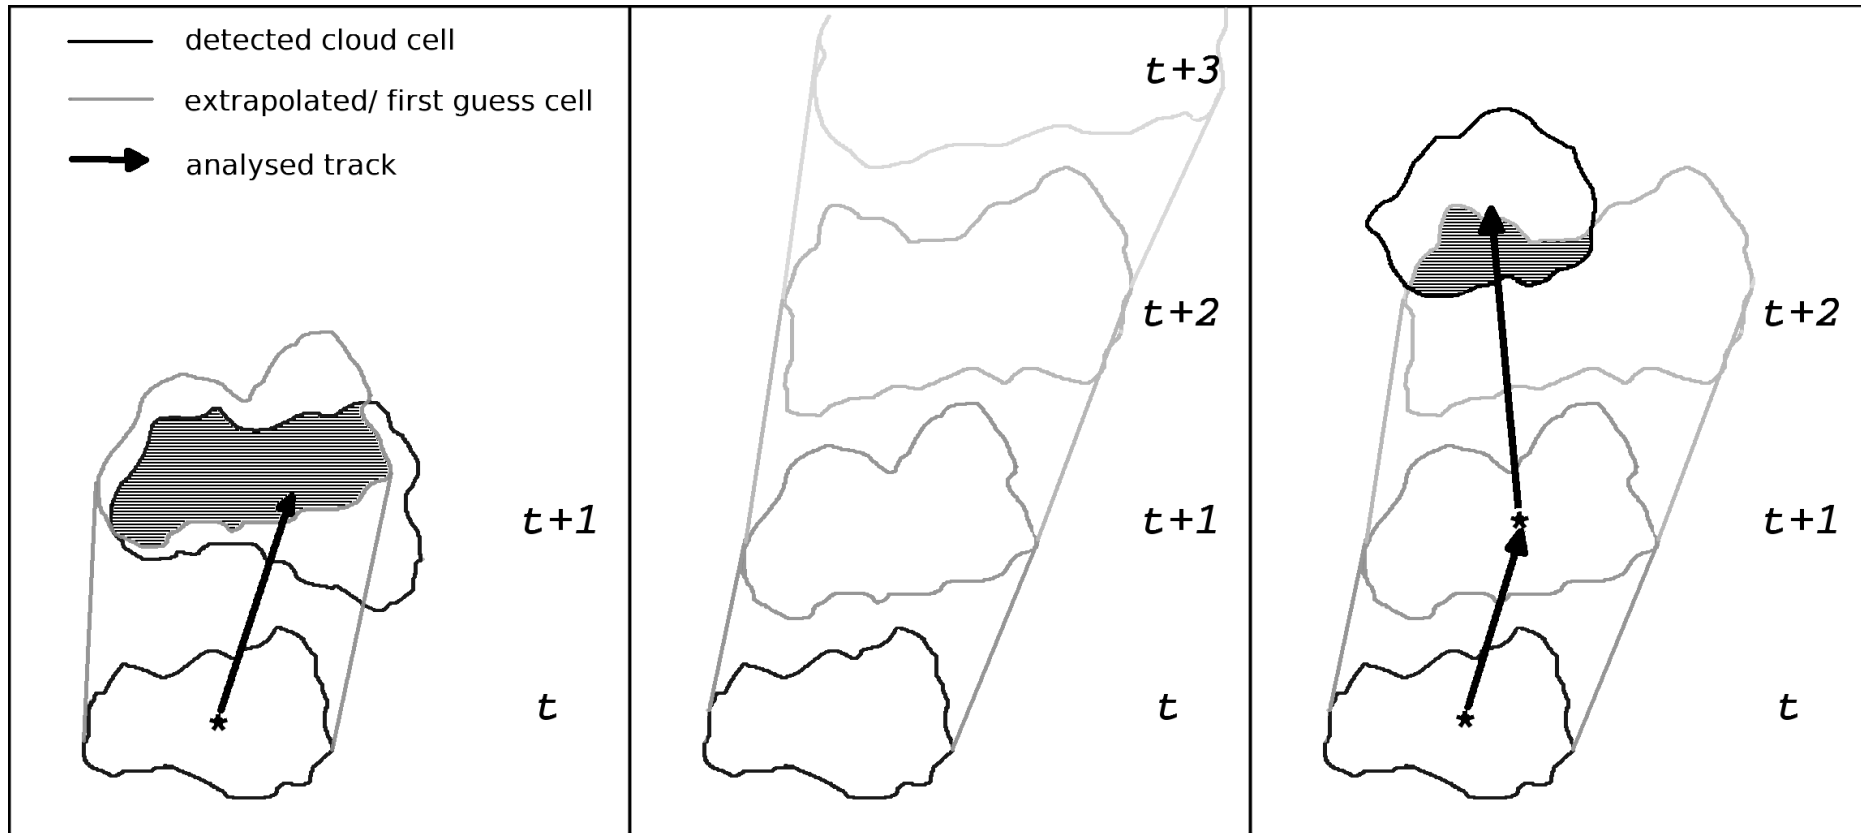 detected cloud cell
extrapolated/ first guess cell
analysed track
t+1
t
t+3
t+2
t+1
t
t+2
t+1
t